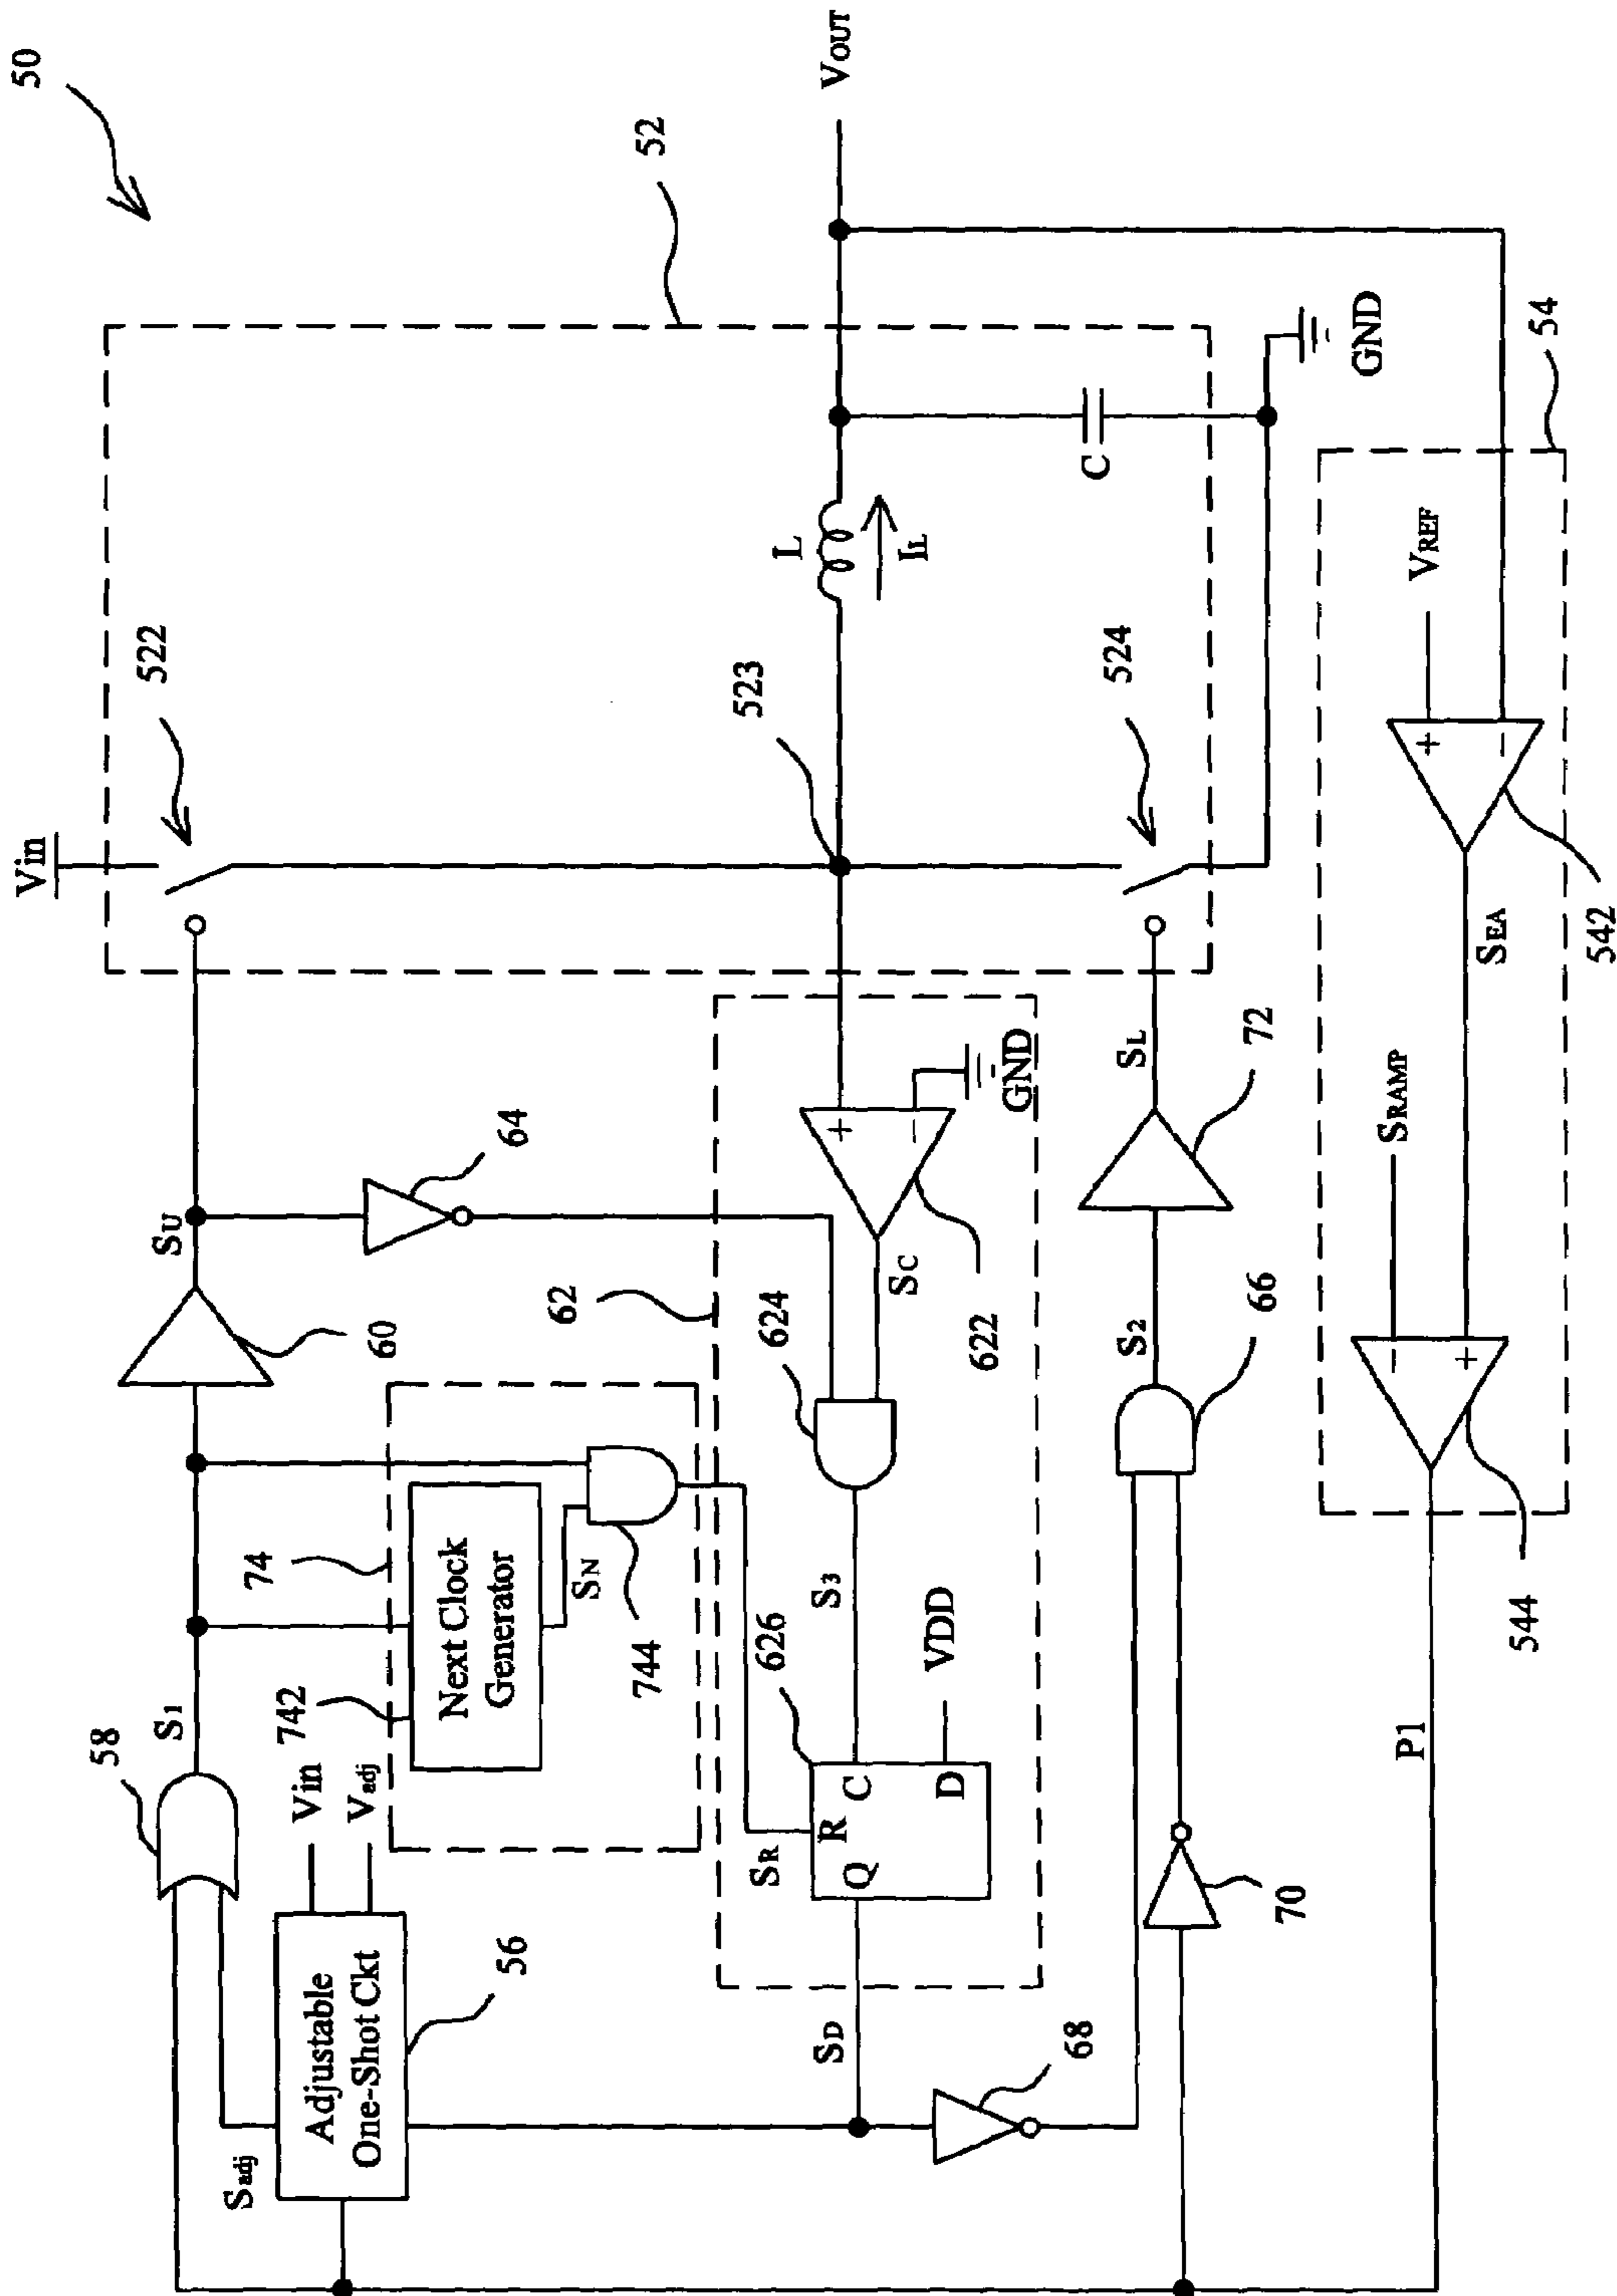 50
52
Vin
522
523
524
L
IL
C
GND
VOUT
58
S1
60
SU
64
Vin
Vadj
742
74
Next Clock
Generator
SN
744
62
624
SC
622
GND
Sadj
Adjustable
One-Shot Ckt
56
SR
626
S3
R
C
Q
D
VDD
SD
68
70
S2
66
SL
72
P1
544
SRAMP
−
+
SEA
542
VREF
+
−
54
+
−